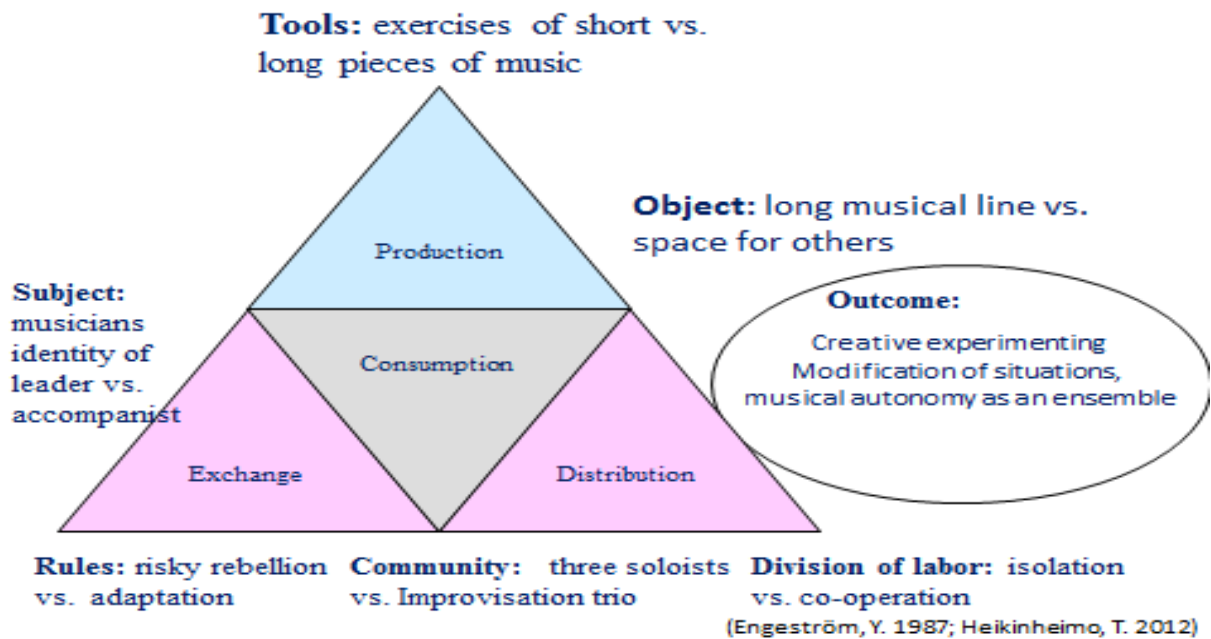 Tools: exercises of short vs.
long pieces of music
Production
Object: long musical line vs.
space for others
Subject:
musicians
identity of
leader vs.
accompanist
Consumption
Outcome:
Creative experimenting
Modification of situations,
musical autonomy as an ensemble
Exchange
Distribution
Rules: risky rebellion
vs. adaptation
Community: three soloists
vs. Improvisation trio
Division of labor: isolation
vs. co-operation
(Engeström, Y. 1987; Heikinheimo, T. 2012)